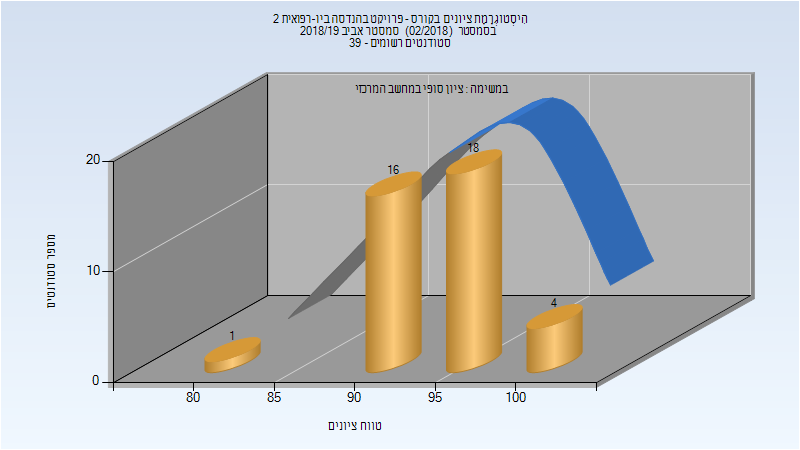 היסטוגרמת ציונים בקורס - פרויקט בהנדסה ביו-רפואית 2
בסמסטר (02/2018) סמסטר אביב 2018/19
סטודנטים רשומים - 39
במשימה : ציון סופי במחשב המרכזי
מספר סטודנטים
20
10
0
1
16
18
4
80
85
90
95
100
טווח ציונים